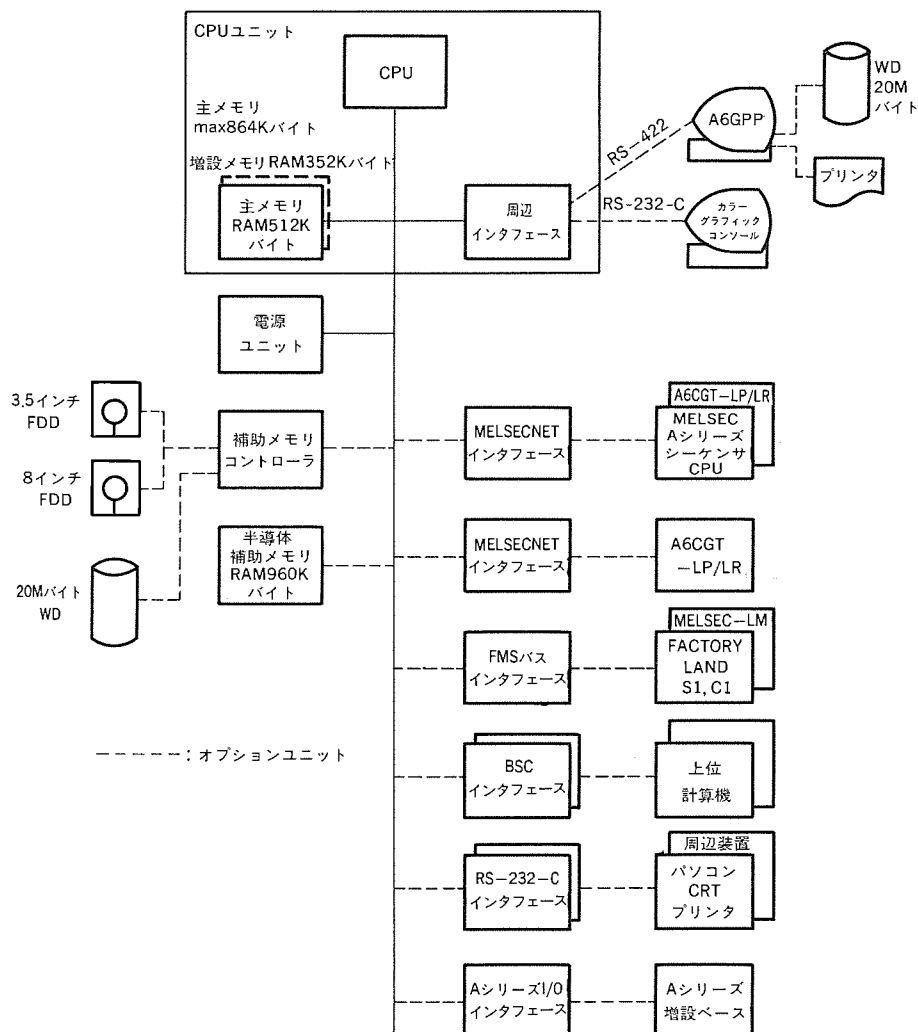 CPUユニット
CPU
主メモリ
max864Kバイト
増設メモリRAM352Kバイト
主メモリ
RAM512K
バイト
周辺
インタフェース
RS-422
RS-232-C
A6GPP
WD
20M
バイト
プリンタ
カラー
グラフィック
コンソール
電源
ユニット
3.5インチ
FDD
8インチ
FDD
補助メモリ
コントローラ
20Mバイト
WD
半導体
補助メモリ
RAM960K
バイト
MELSECNET
インタフェース
A6CGT-LP/LR
MELSEC
Aシリーズ
シーケンサ
CPU
MELSECNET
インタフェース
A6CGT
-LP/LR
FMSバス
インタフェース
MELSEC-LM
FACTORY
LAND
S1, C1
-----:オプションユニット
BSC
インタフェース
上位
計算機
RS-232-C
インタフェース
周辺装置
パソコン
CRT
プリンタ
AシリーズI/O
インタフェース
Aシリーズ
増設ベース